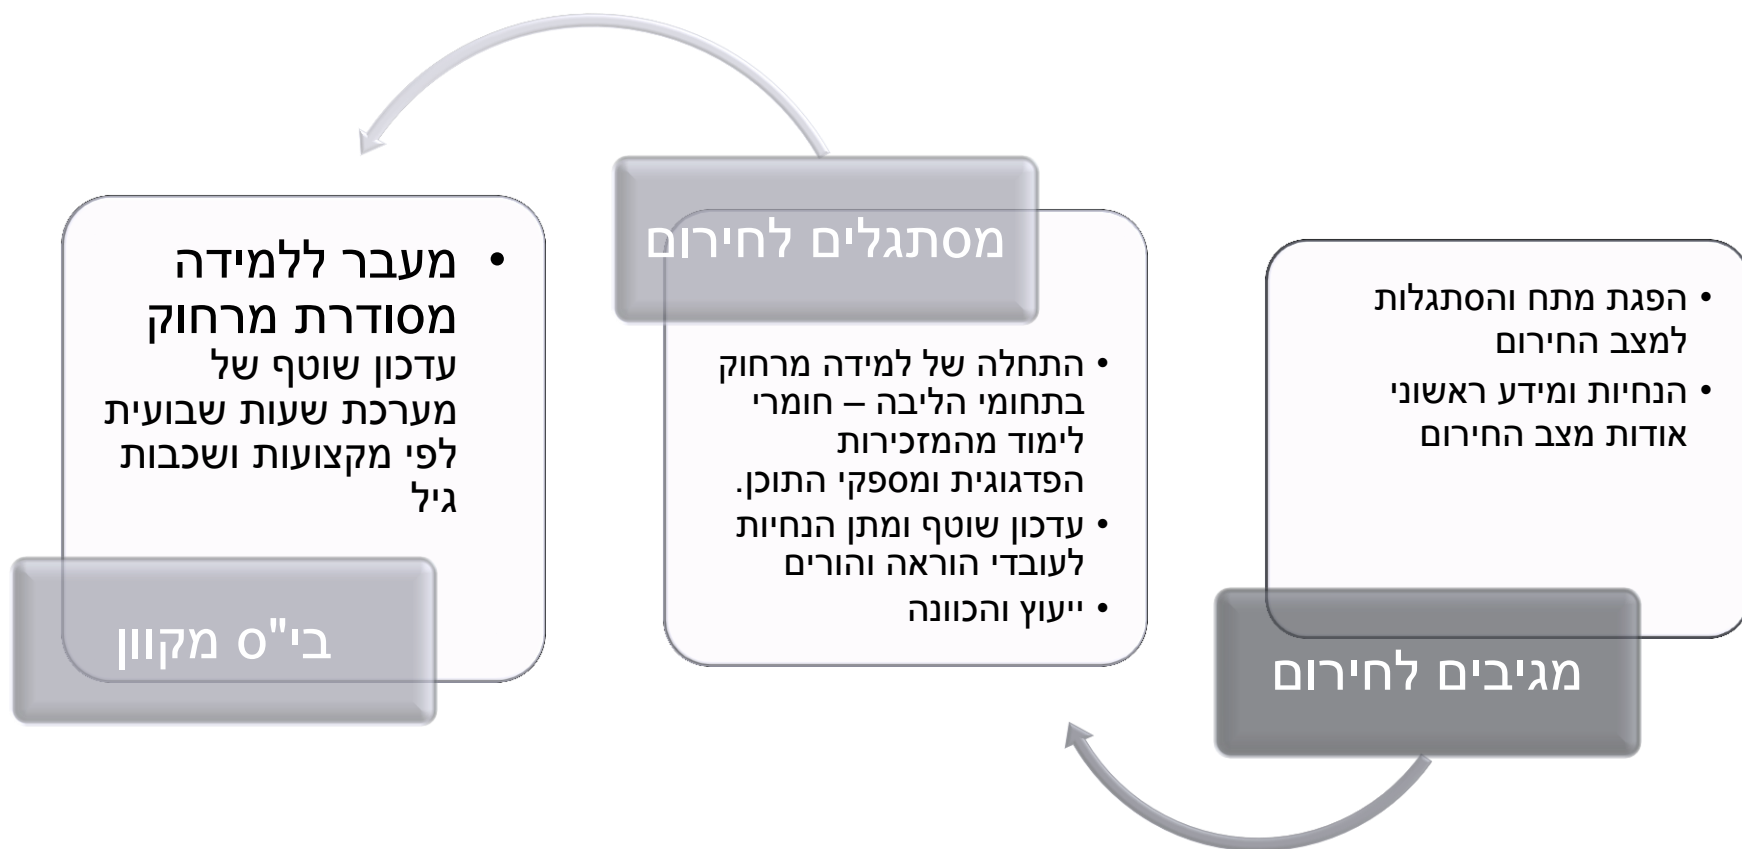 • הפגת מתח והסתגלות
למצב החירום
• הנחיות ומידע ראשוני
אודות מצב החירום
מגיבים לחירום
מסתגלים לחירום
• התחלה של למידה מרחוק
בתחומי הליבה – חומרי
לימוד מהמזכירות
הפדגוגית ומספקי התוכן.
• עדכון שוטף ומתן הנחיות
לעובדי הוראה והורים
• ייעוץ והכוונה
• מעבר ללמידה
מסודרת מרחוק
עדכון שוטף של
מערכת שעות שבועית
לפי מקצועות ושכבות
גיל
בי"ס מקוון